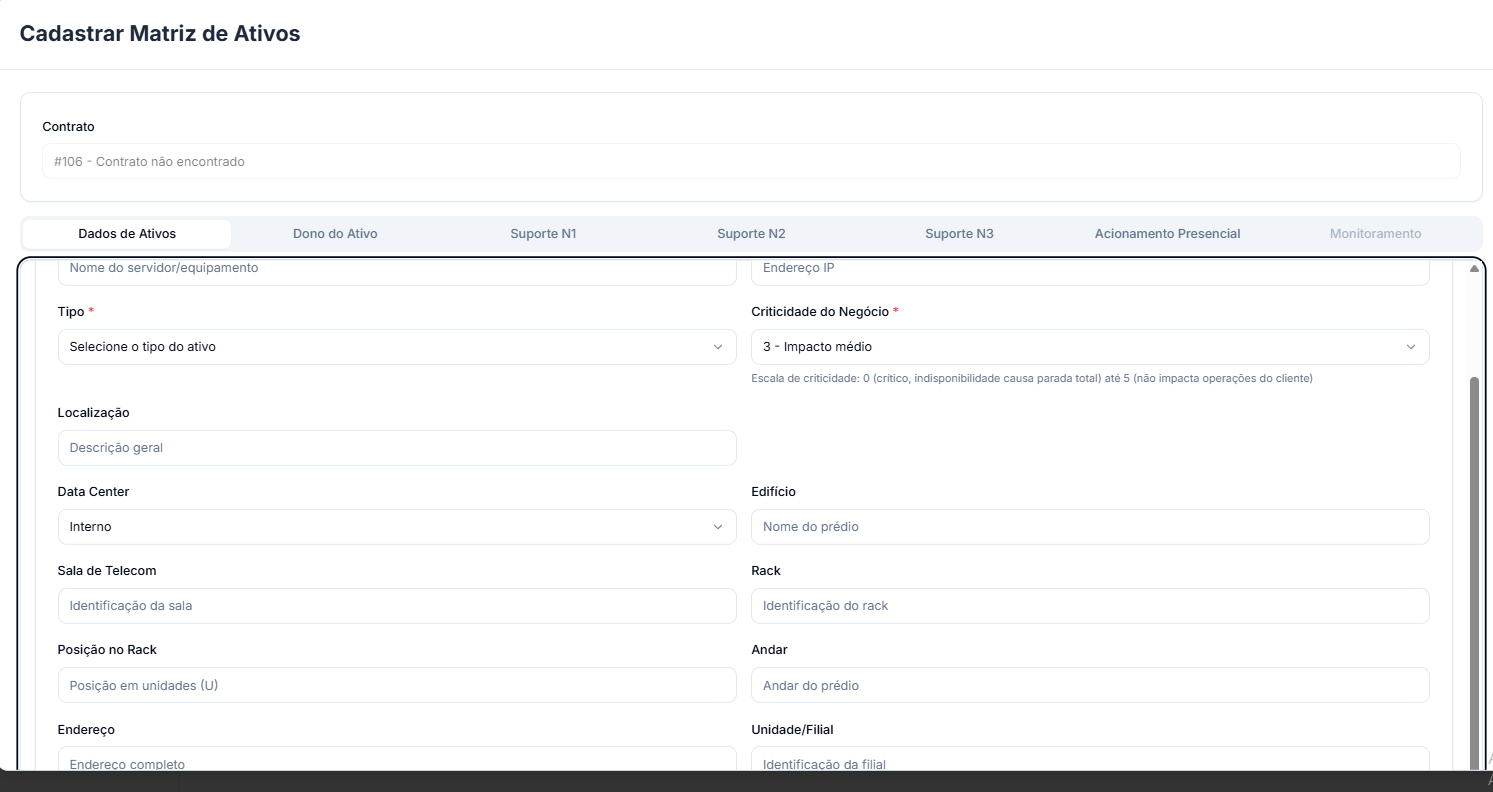 Cadastrar Matriz de Ativos
Contrato
#106 - Contrato não encontrado
Dados de Ativos
Dono do Ativo
Suporte N1
Suporte N2
Suporte N3
Acionamento Presencial
Monitoramento
Nome do servidor/equipamento
Endereço IP
Tipo *
Criticidade do Negócio *
Selecione o tipo do ativo
3 - Impacto médio
Escala de criticidade: 0 (crítico, indisponibilidade causa parada total) até 5 (não impacta operações do cliente)
Localização
Descrição geral
Data Center
Edifício
Interno
Nome do prédio
Sala de Telecom
Rack
Identificação da sala
Identificação do rack
Posição no Rack
Andar
Posição em unidades (U)
Andar do prédio
Endereço
Unidade/Filial
Endereço completo
Identificação da filial